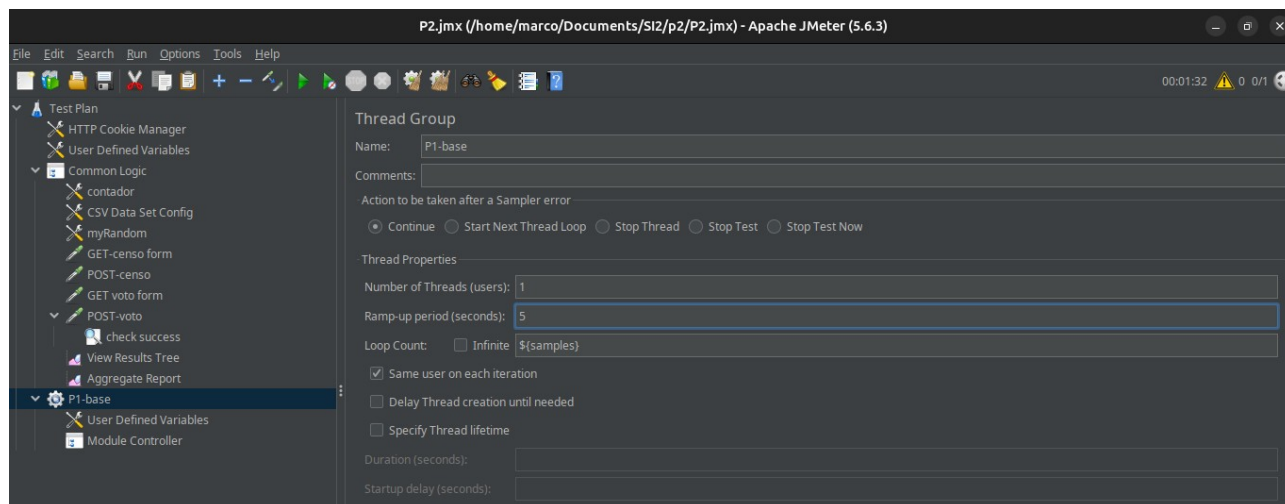 P2.jmx (/home/marco/Documents/SI2/p2/P2.jmx) - Apache JMeter (5.6.3)
File Edit Search Run Options Tools Help
00:01:32 0 0/1
Test Plan
HTTP Cookie Manager
User Defined Variables
Common Logic
contador
CSV Data Set Config
myRandom
GET-censo form
POST-censo
GET voto form
POST-voto
check success
View Results Tree
Aggregate Report
P1-base
User Defined Variables
Module Controller
Thread Group
Name: P1-base
Comments:
Action to be taken after a Sampler error
Continue Start Next Thread Loop Stop Thread Stop Test Stop Test Now
Thread Properties
Number of Threads (users): 1
Ramp-up period (seconds): 5
Loop Count: Infinite ${samples}
Same user on each iteration
Delay Thread creation until needed
Specify Thread lifetime
Duration (seconds):
Startup delay (seconds):